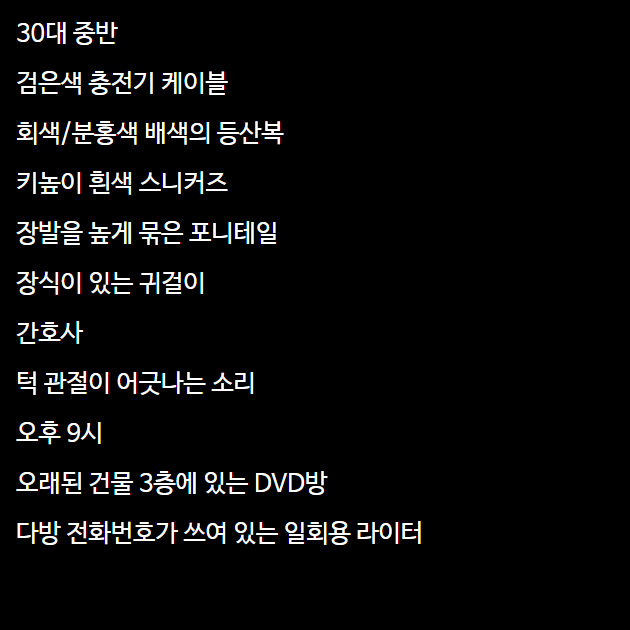 30대 중반
검은색 충전기 케이블
회색/분홍색 배색의 등산복
키높이 흰색 스니커즈
장발을 높게 묶은 포니테일
장식이 있는 귀걸이
간호사
턱 관절이 어긋나는 소리
오후 9시
오래된 건물 3층에 있는 DVD방
다방 전화번호가 쓰여 있는 일회용 라이터